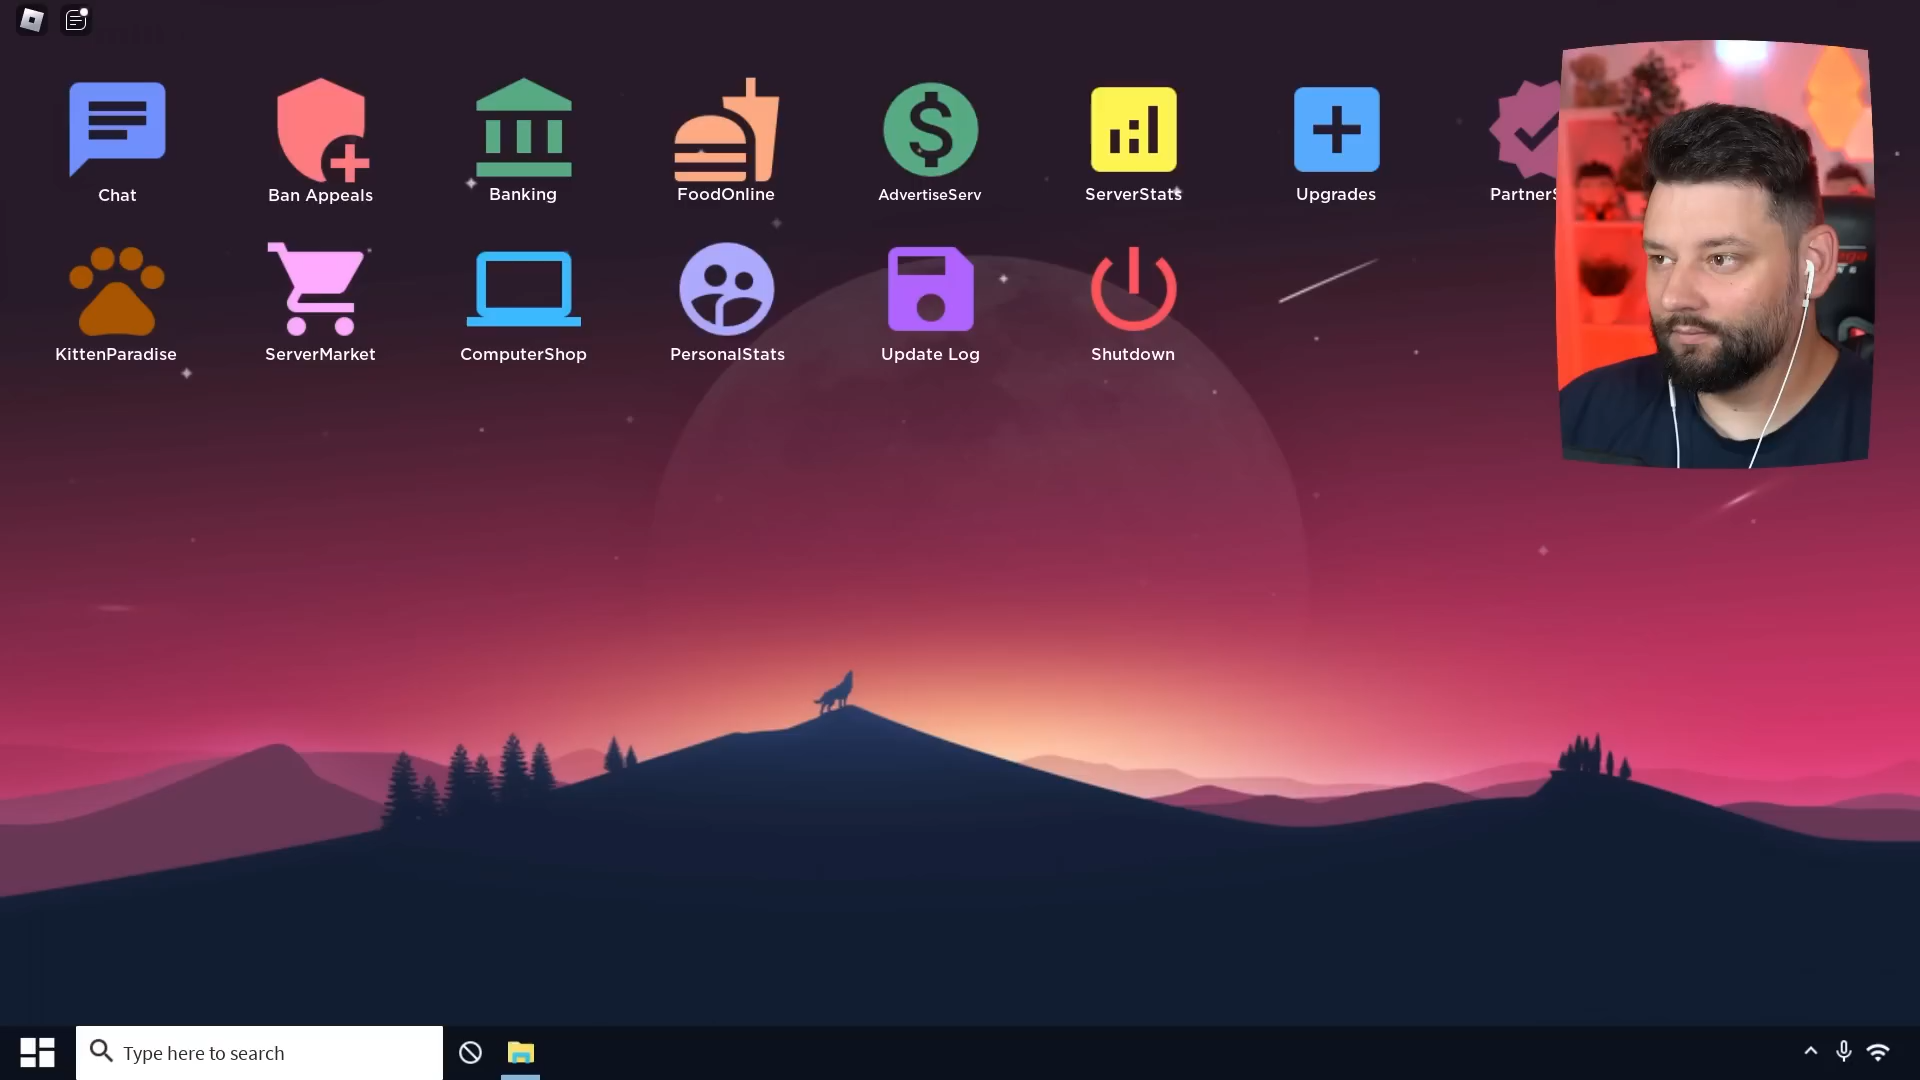 Chat
Ban Appeals
Banking
FoodOnline
AdvertiseServ
ServerStats
Upgrades
KittenParadise
ServerMarket
ComputerShop
PersonalStats
Update Log
Shutdown
Type here to search